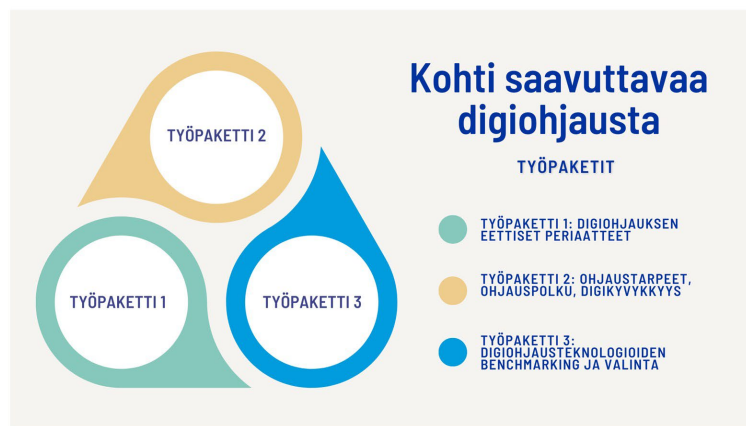 Kohti saavuttavaa
digiohjausta
TYÖPAKETIT
TYÖPAKETTI 2
TYÖPAKETTI 1
TYÖPAKETTI 3
TYÖPAKETTI 1: DIGIOHJAUKSEN
EETTISET PERIAATTEET
TYÖPAKETTI 2: OHJAUSTARPEET,
OHJAUSPOLKU, DIGIKYVYKKYYS
TYÖPAKETTI 3:
DIGIOHJAUSTEKNOLOGIOIDEN
BENCHMARKING JA VALINTA